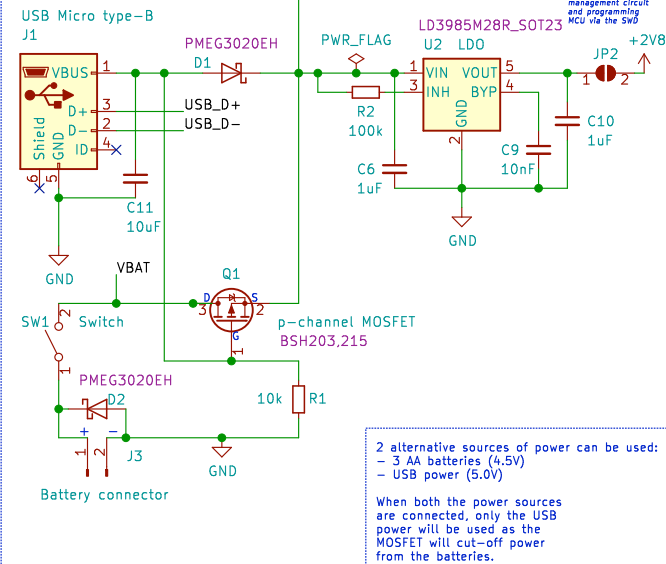 management circuit
and programming
MCU via the SWD
USB Micro type-B
J1
VBUS
1
D+
3
D-
2
ID
4
Shield
GND
6
5
C11
10uF
GND
PMEG3020EH
D1
USB_D+
USB_D-
PWR_FLAG
R2
100k
C6
1uF
LD3985M28R_SOT23
U2 LDO
1
VIN
VOUT
5
3
INH
BYP
4
GND
2
C9
10nF
C10
1uF
JP2
1
2
+2V8
GND
VBAT
Q1
D
S
3
2
G
1
p-channel MOSFET
BSH203,215
SW1
Switch
2
1
PMEG3020EH
D2
+
-
1
2
J3
Battery connector
10k
R1
GND
2 alternative sources of power can be used:
- 3 AA batteries (4.5V)
- USB power (5.0V)
When both the power sources
are connected, only the USB
power will be used as the
MOSFET will cut-off power
from the batteries.